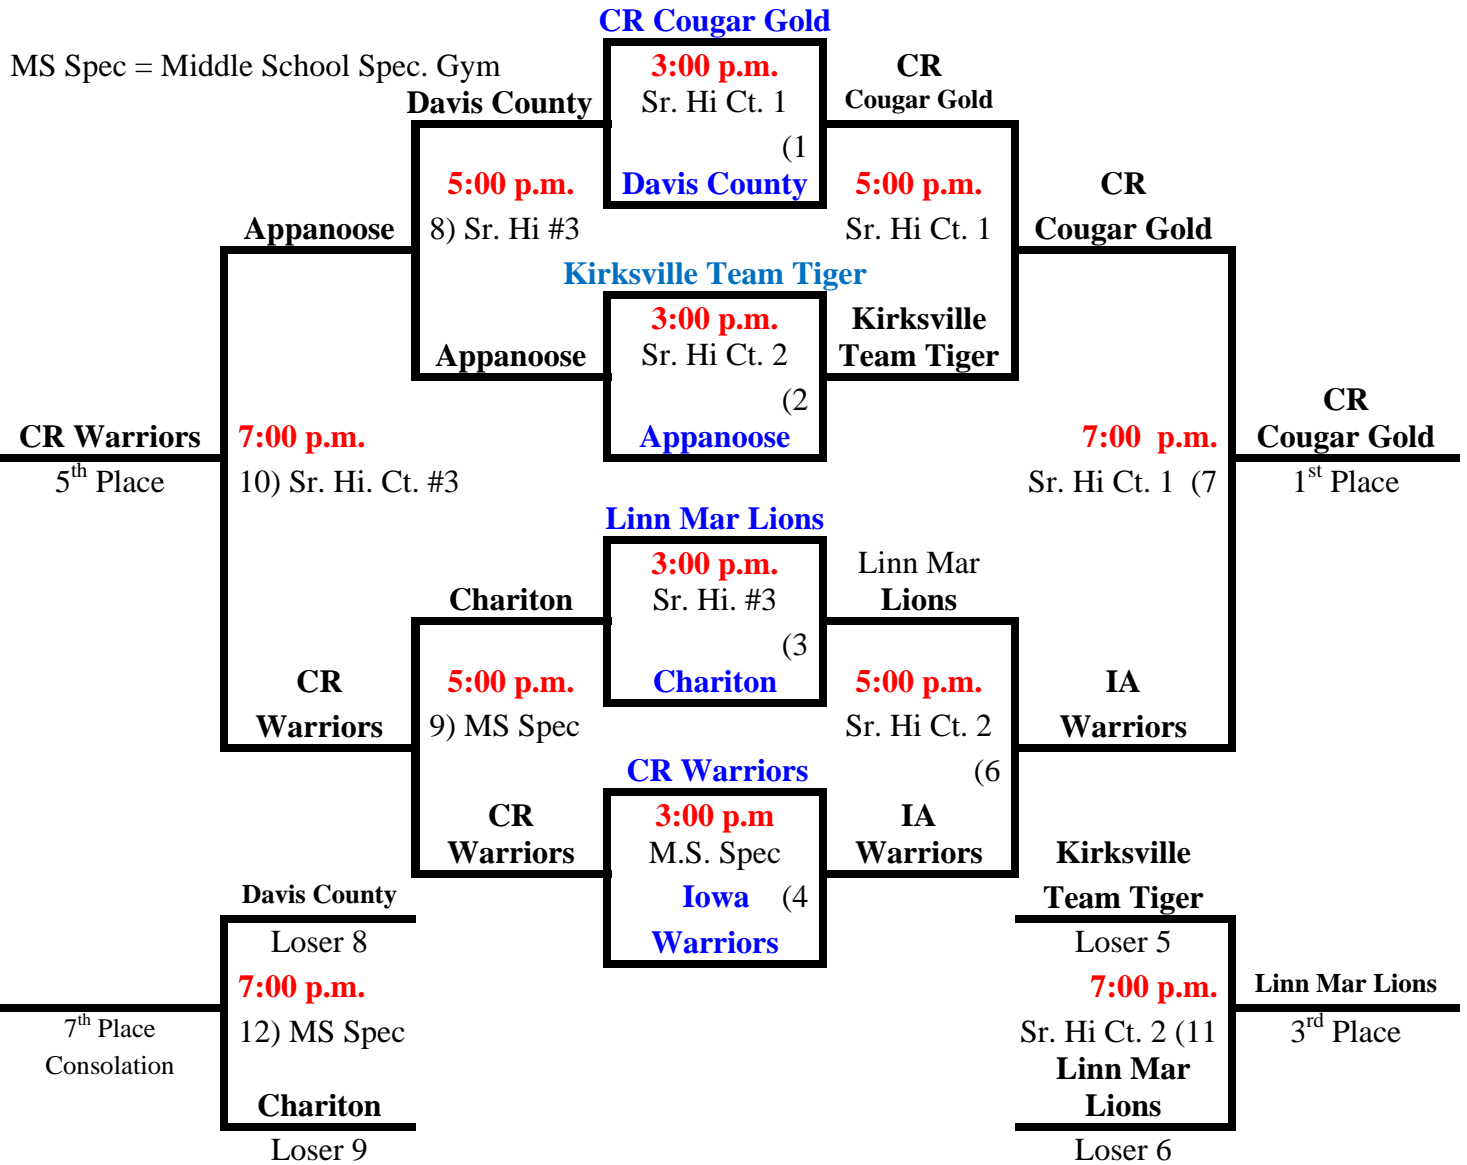 CR Cougar Gold
MS Spec = Middle School Spec. Gym
3:00 p.m.
CR
Davis County
Sr. Hi Ct. 1
Cougar Gold
(1
5:00 p.m.
Davis County
5:00 p.m.
CR
Appanoose
8) Sr. Hi #3
Sr. Hi Ct. 1
Cougar Gold
Kirksville Team Tiger
3:00 p.m.
Kirksville
Appanoose
Sr. Hi Ct. 2
Team Tiger
(2
CR
CR Warriors
7:00 p.m.
Appanoose
7:00 p.m.
Cougar Gold
5th Place
10) Sr. Hi. Ct. #3
Sr. Hi Ct. 1 (7
1st Place
Linn Mar Lions
3:00 p.m.
Linn Mar
Chariton
Sr. Hi. #3
Lions
(3
CR
5:00 p.m.
Chariton
5:00 p.m.
IA
Warriors
9) MS Spec
Sr. Hi Ct. 2
Warriors
CR Warriors
(6
CR
3:00 p.m
IA
Warriors
M.S. Spec
Warriors
Kirksville
Davis County
Iowa (4
Team Tiger
Loser 8
Warriors
Loser 5
7:00 p.m.
7:00 p.m.
Linn Mar Lions
7th Place
12) MS Spec
Sr. Hi Ct. 2 (11
3rd Place
Consolation
Linn Mar
Chariton
Lions
Loser 9
Loser 6